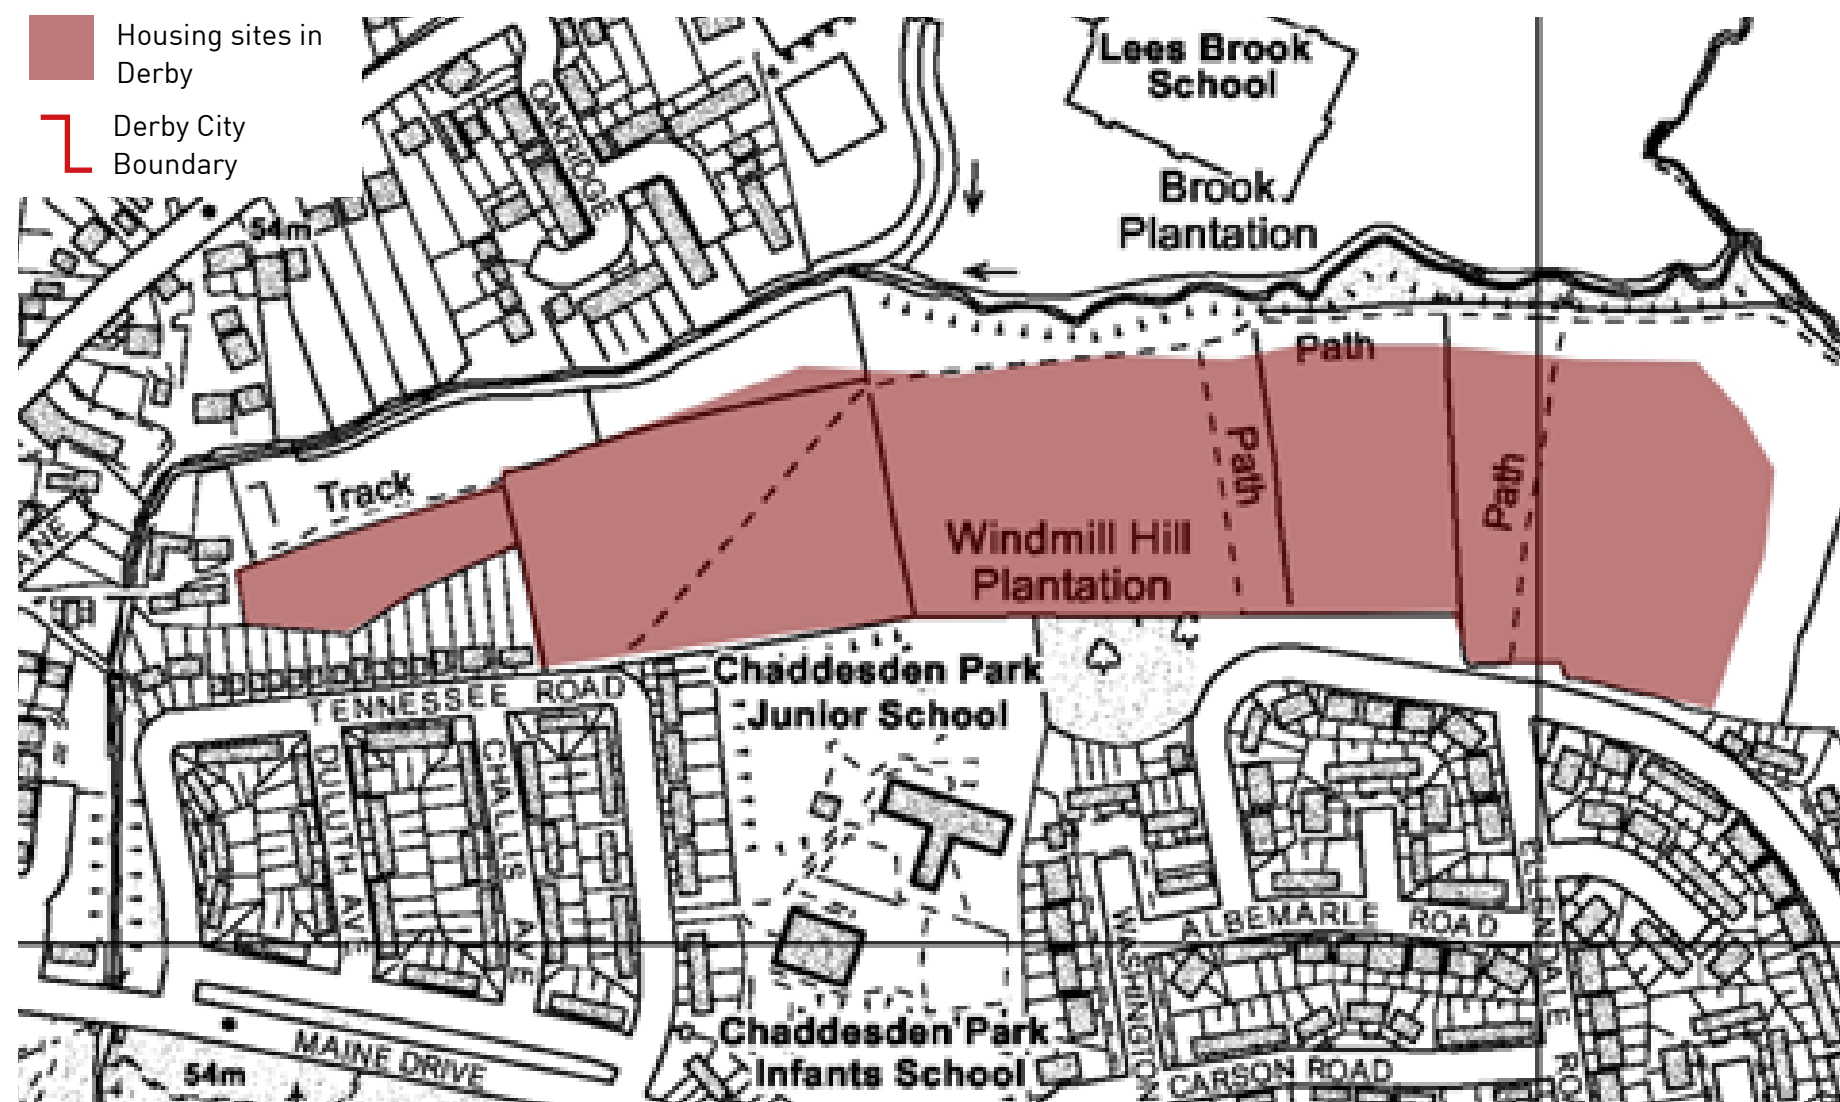 Housing sites in
Derby
Derby City
Boundary
OAKRIDGE
Lees Brook
School
Brook
Plantation
54m
Path
Track
Path
Path
Windmill Hill
Plantation
Chaddesden Park
Junior School
TENNESSEE ROAD
DULUTH AVE
CHALLIS AVE
ALBEMARLE ROAD
WASHINGTON
MAINE DRIVE
54m
Chaddesden Park
Infants School
CARSON ROAD